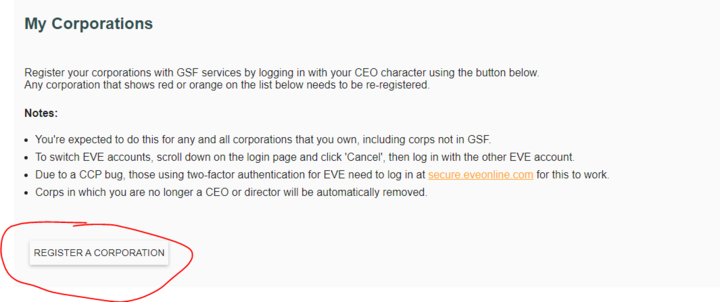 My Corporations
Register your corporations with GSF services by logging in with your CEO character using the button below.
Any corporation that shows red or orange on the list below needs to be re-registered.
Notes:
You're expected to do this for any and all corporations that you own, including corps not in GSF.
To switch EVE accounts, scroll down on the login page and click 'Cancel', then log in with the other EVE account.
Due to a CCP bug, those using two-factor authentication for EVE need to log in at secure.eveonline.com for this to work.
Corps in which you are no longer a CEO or director will be automatically removed.
REGISTER A CORPORATION